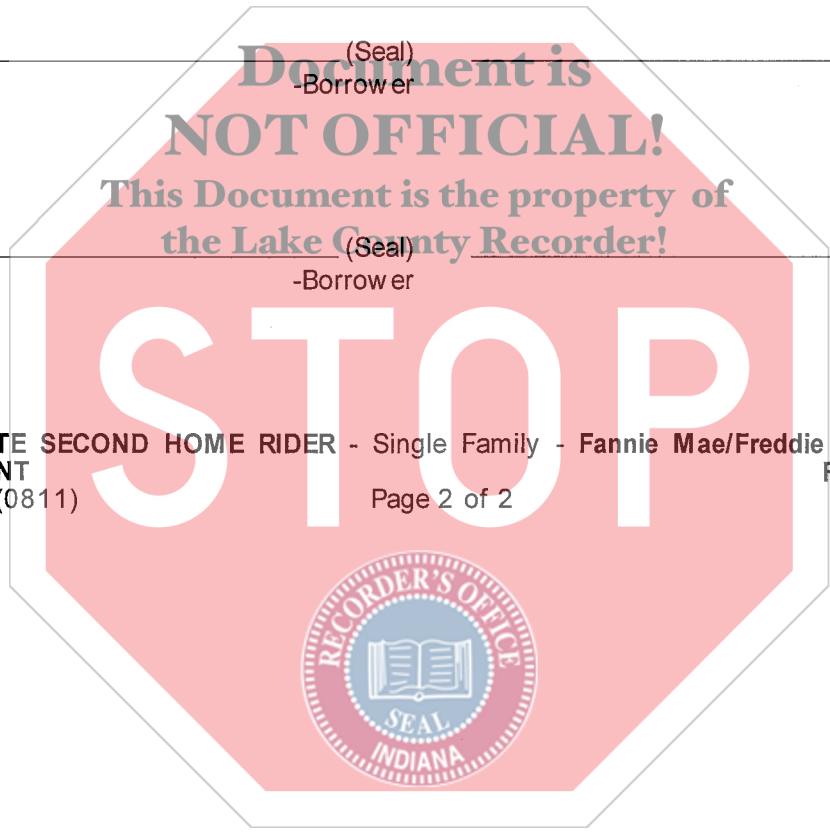 (Seal)
-Borrower
Document is
NOT OFFICIAL!
This Document is the property of
the Lake County Recorder!
(Seal)
-Borrower
STOP
TE SECOND HOME RIDER - Single Family - Fannie Mae/Freddie
NT
(0811) Page 2 of 2
RECORDER'S OFFICE
SEAL
INDIANA